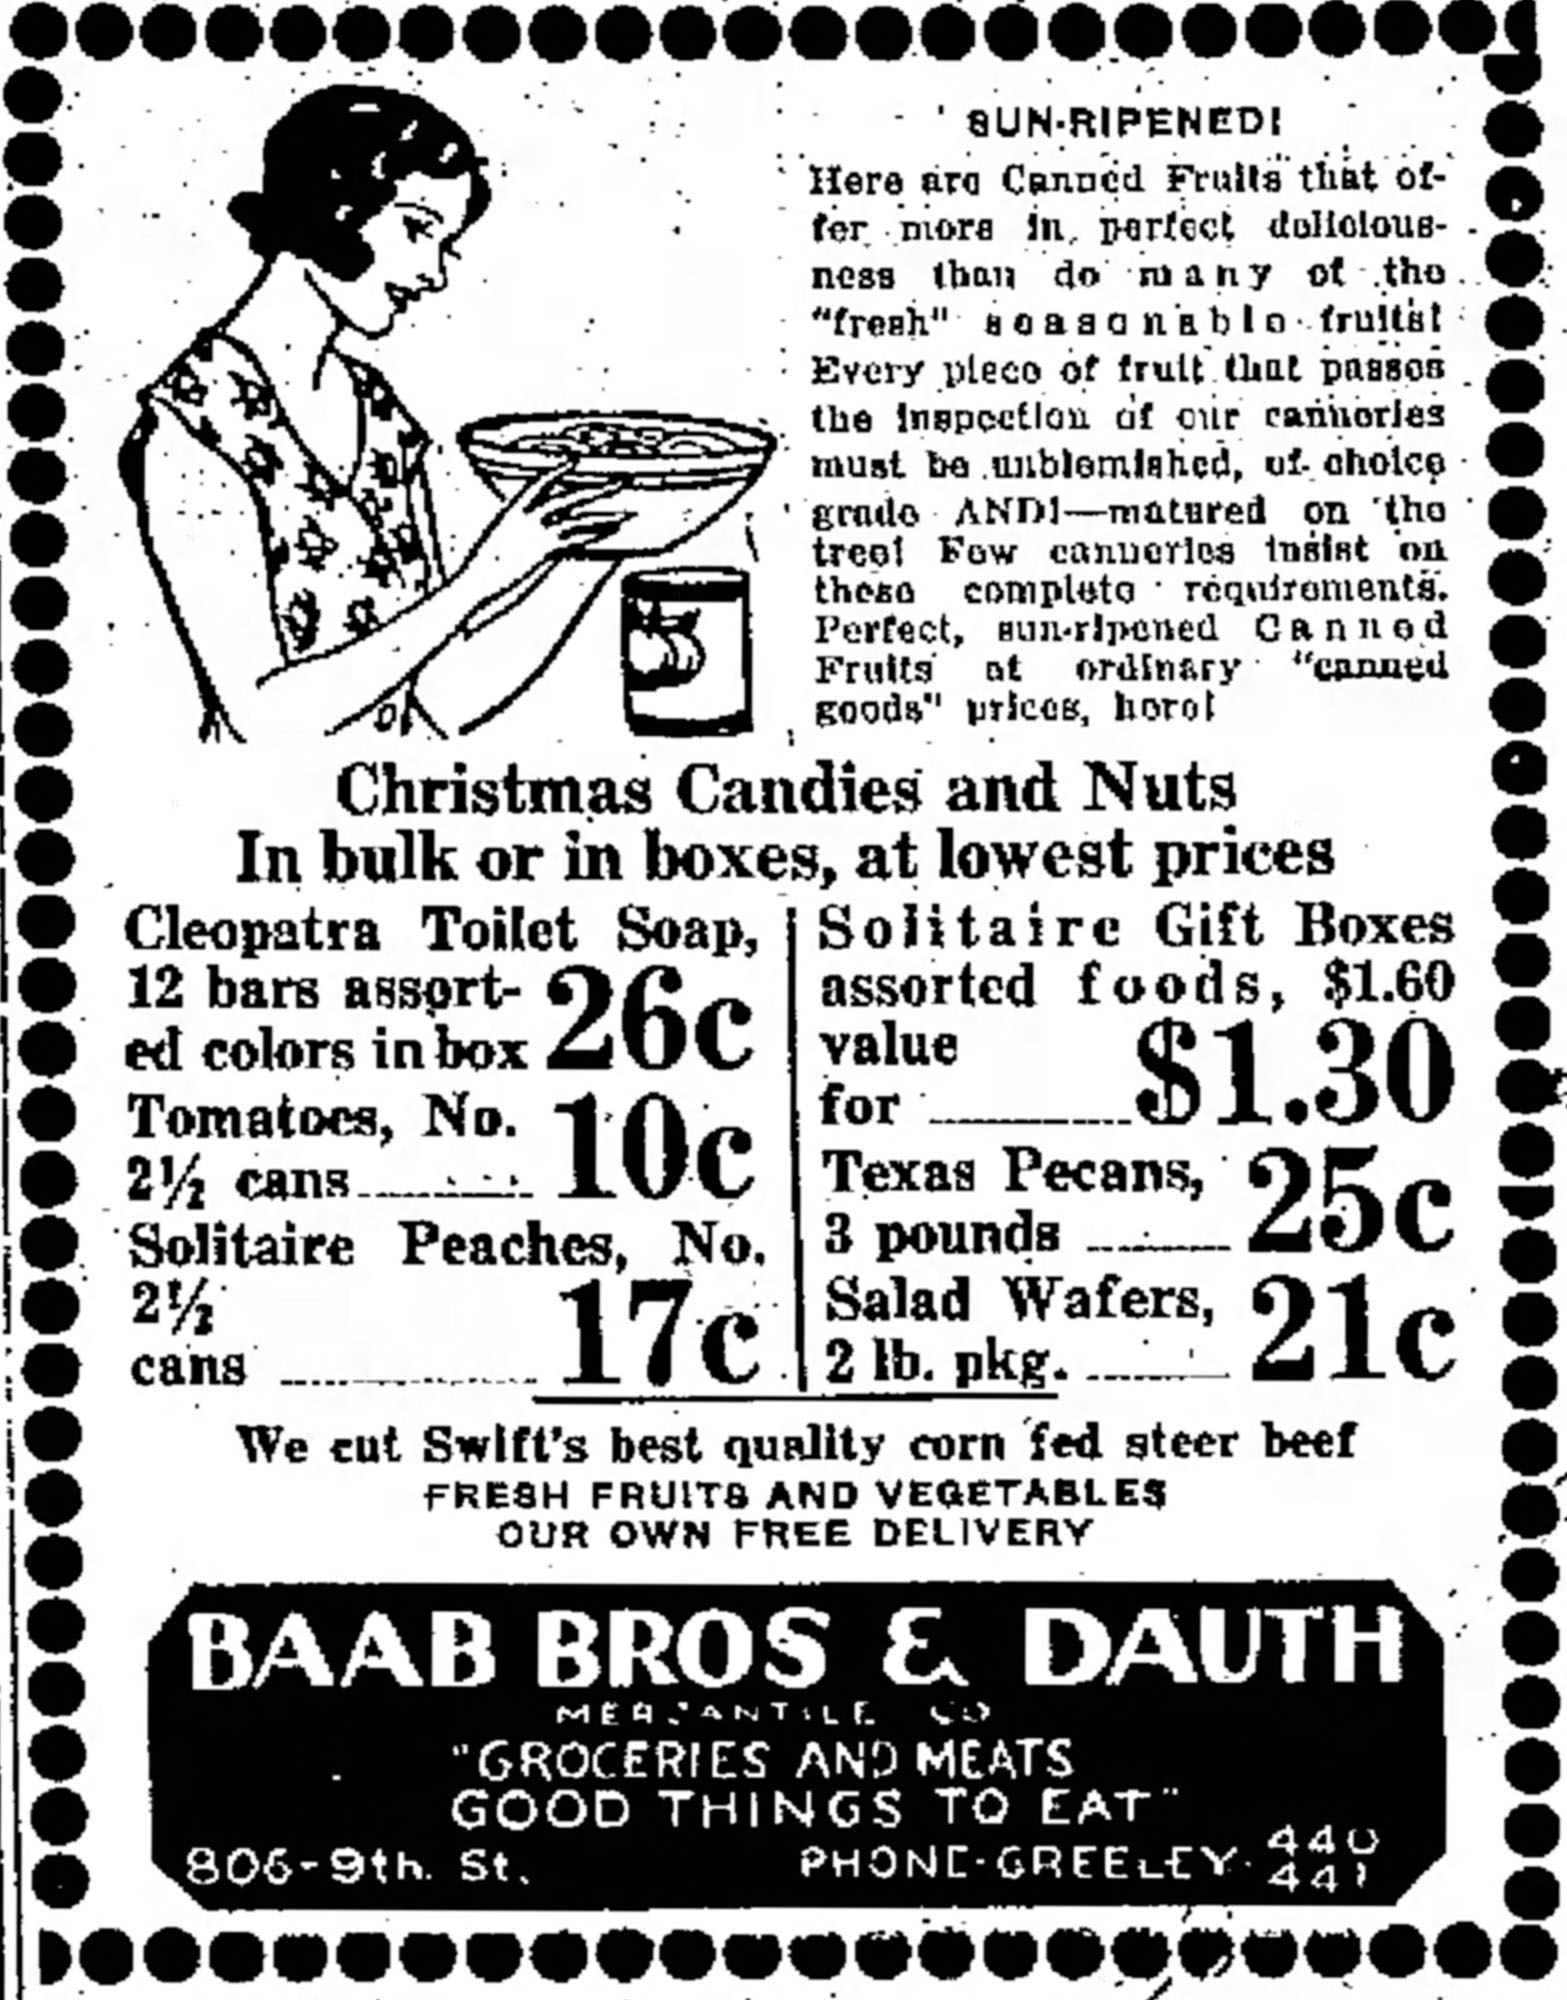 SUN-RIPENED!
Here are Canned Fruits that of-
fer more in perfect delicious-
ness than do many of the
"fresh" seasonable fruits!
Every piece of fruit that passes
the inspection of our canneries
must be unblemished, of choice
grade AND!—matured on the
tree! Few canneries insist on
these complete requirements.
Perfect, sun-ripened Canned
Fruits at ordinary "canned
goods" prices, here!
Christmas Candies and Nuts
In bulk or in boxes, at lowest prices
Cleopatra Toilet Soap,
12 bars assort-
ed colors in box 26c
Tomatoes, No.
2½ cans 10c
Solitaire Peaches, No.
2½
cans 17c
Solitaire Gift Boxes
assorted foods, $1.60
value
for $1.30
Texas Pecans,
3 pounds 25c
Salad Wafers,
2 lb. pkg. 21c
We cut Swift's best quality corn fed steer beef
FRESH FRUITS AND VEGETABLES
OUR OWN FREE DELIVERY
BAAB BROS & DAUTH
MERCANTILE CO
"GROCERIES AND MEATS
GOOD THINGS TO EAT"
806-9th. St.
PHONE-GREELEY- 440
441